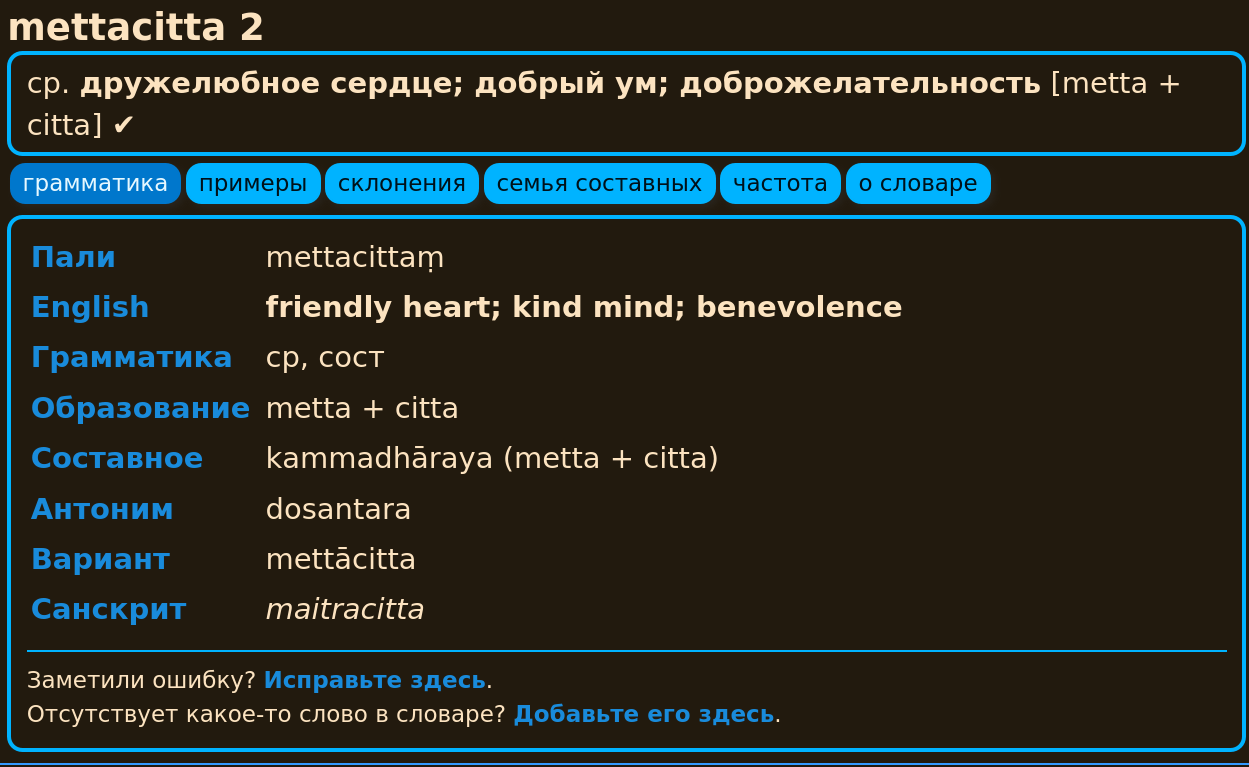 mettacitta 2
ср. дружелюбное сердце; добрый ум; доброжелательность [metta +
citta] ✔
грамматика примеры склонения семья составных частота о словаре
Пали mettacittaṃ
English friendly heart; kind mind; benevolence
Грамматика ср, сост
Образование metta + citta
Составное kammadhāraya (metta + citta)
Антоним dosantara
Вариант mettācitta
Санскрит maitracitta
Заметили ошибку? Исправьте здесь.
Отсутствует какое-то слово в словаре? Добавьте его здесь.